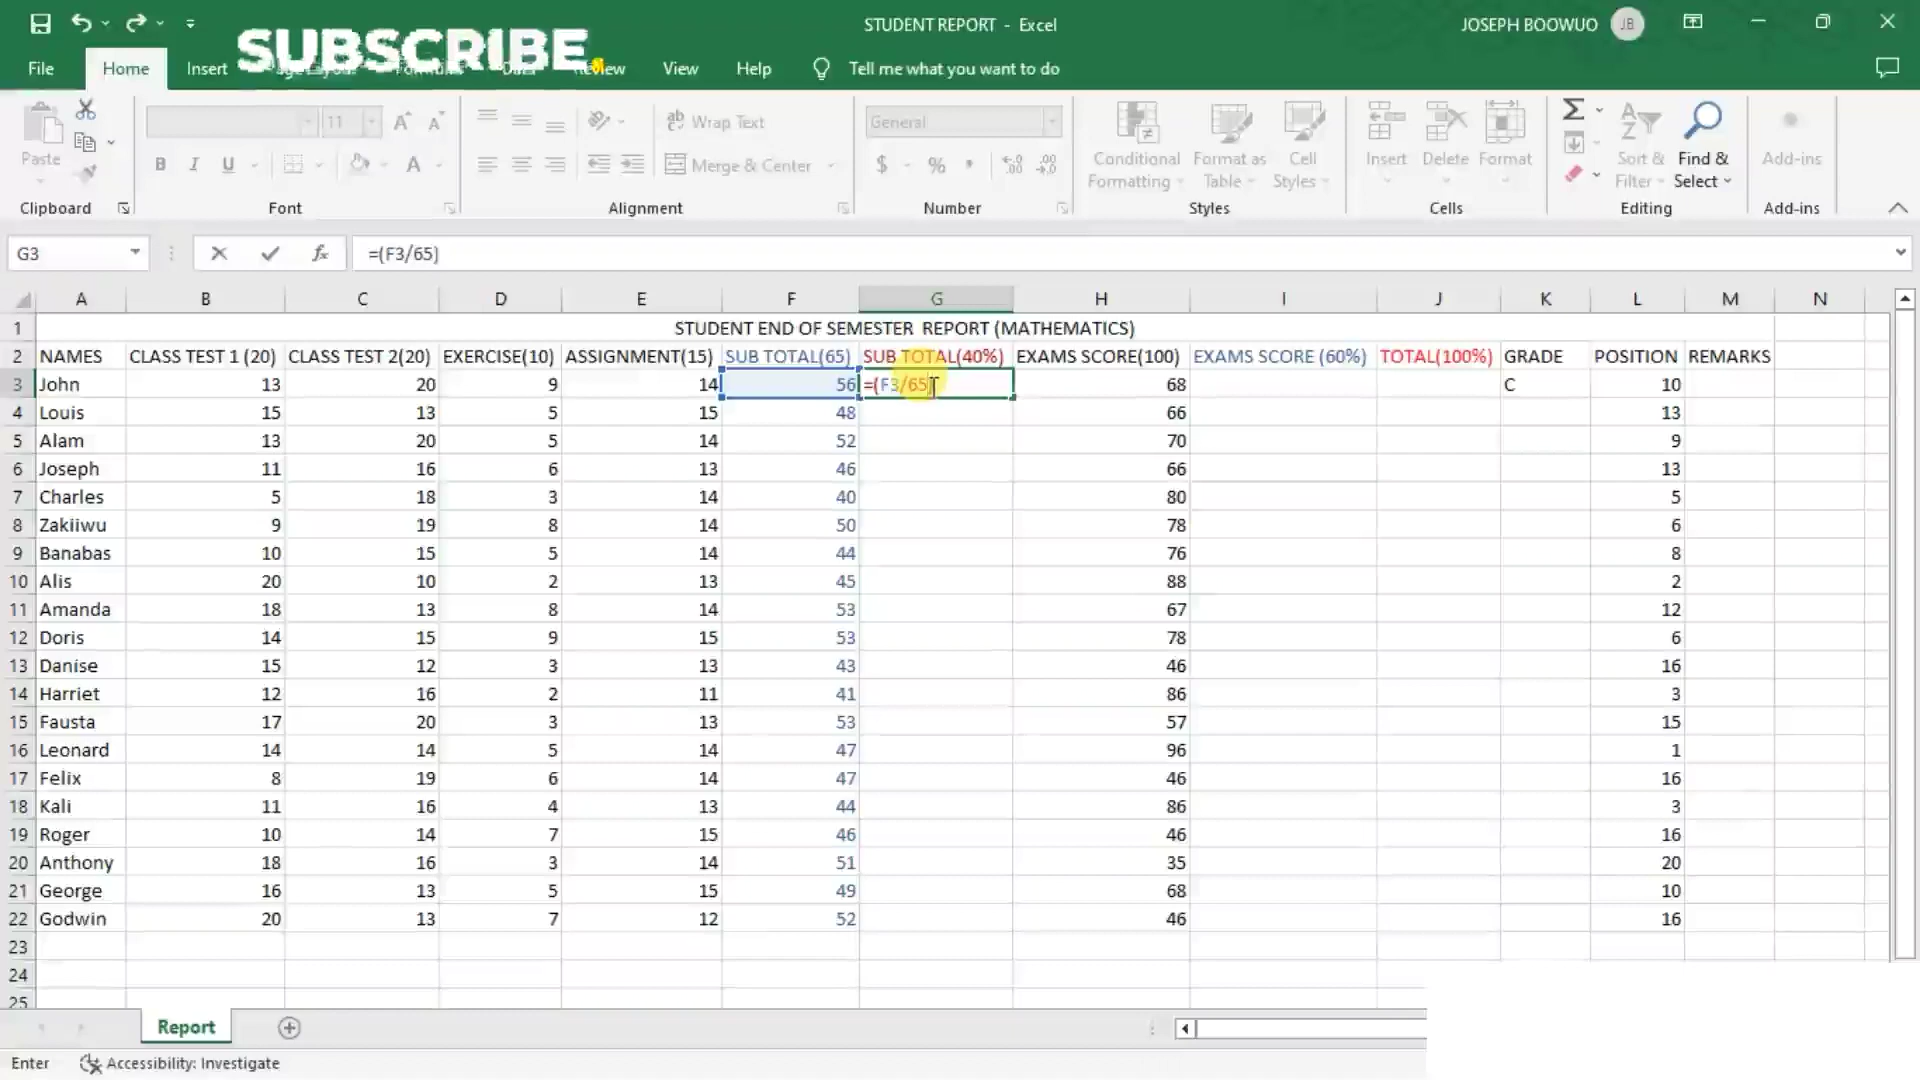 STUDENT REPORT - Excel
JOSEPH BOOWUO JB
SUBSCRIBE
File Home Insert Review View Help Tell me what you want to do
Paste
11
Wrap Text
Merge & Center
General
$ % ,
Conditional Formatting
Format as Table
Cell Styles
Insert Delete Format
Sort & Filter
Find & Select
Add-ins
Clipboard Font Alignment Number Styles Cells Editing Add-ins
G3 fx =(F3/65)
A B C D E F G H I J K L M N
1 STUDENT END OF SEMESTER REPORT (MATHEMATICS)
2 NAMES CLASS TEST 1 (20) CLASS TEST 2(20) EXERCISE(10) ASSIGNMENT(15) SUB TOTAL(65) SUB TOTAL(40%) EXAMS SCORE(100) EXAMS SCORE (60%) TOTAL(100%) GRADE POSITION REMARKS
3 John 13 20 9 14 56 =(F3/65) 68 C 10
4 Louis 15 13 5 15 48 66 13
5 Alam 13 20 5 14 52 70 9
6 Joseph 11 16 6 13 46 66 13
7 Charles 5 18 3 14 40 80 5
8 Zakiiwu 9 19 8 14 50 78 6
9 Banabas 10 15 5 14 44 76 8
10 Alis 20 10 2 13 45 88 2
11 Amanda 18 13 8 14 53 67 12
12 Doris 14 15 9 15 53 78 6
13 Danise 15 12 3 13 43 46 16
14 Harriet 12 16 2 11 41 86 3
15 Fausta 17 20 3 13 53 57 15
16 Leonard 14 14 5 14 47 96 1
17 Felix 8 19 6 14 47 46 16
18 Kali 11 16 4 13 44 86 3
19 Roger 10 14 7 15 46 46 16
20 Anthony 18 16 3 14 51 35 20
21 George 16 13 5 15 49 68 10
22 Godwin 20 13 7 12 52 46 16
23
24
25
Report
Enter Accessibility: Investigate